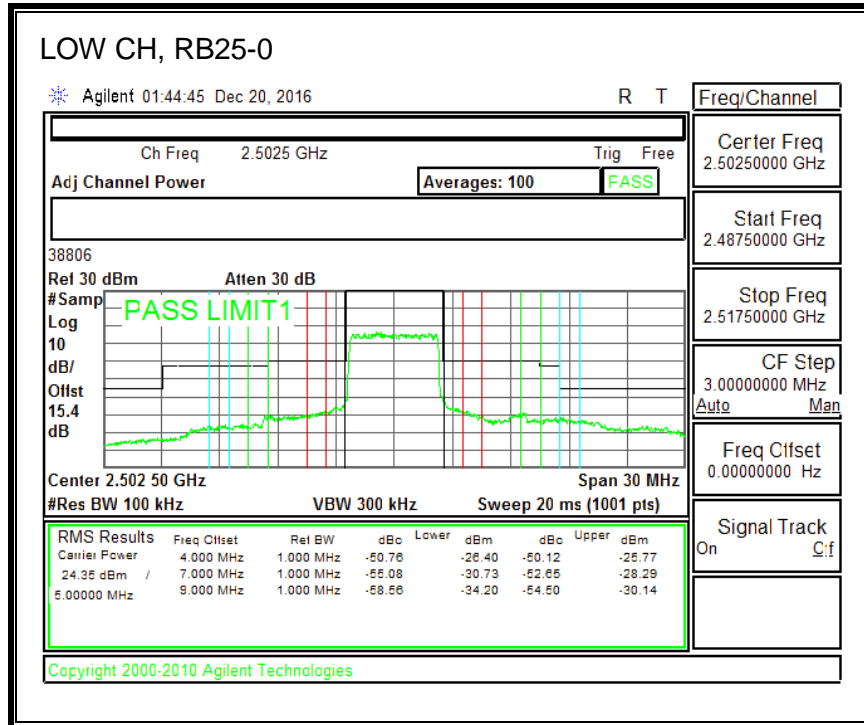 LOW CH, RB25-0
Agilent 01:44:45 Dec 20, 2016 R T
Freq/Channel
Ch Freq 2.5025 GHz Trig Free
Adj Channel Power Averages: 100 PASS
38806
Ref 30 dBm Atten 30 dB
#Samp
Log
10
dB/
Offst
15.4
dB
PASS LIMIT1
Center 2.502 50 GHz Span 30 MHz
#Res BW 100 kHz VBW 300 kHz Sweep 20 ms (1001 pts)
RMS Results Freq Offset Ref BW dBc Lower dBm dBc Upper dBm
Carrier Power 4.000 MHz 1.000 MHz -50.76 -26.40 -50.12 -25.77
24.35 dBm / 7.000 MHz 1.000 MHz -55.08 -30.73 -52.65 -28.29
5.00000 MHz 9.000 MHz 1.000 MHz -58.56 -34.20 -54.50 -30.14
Copyright 2000-2010 Agilent Technologies
Center Freq
2.50250000 GHz
Start Freq
2.48750000 GHz
Stop Freq
2.51750000 GHz
CF Step
3.00000000 MHz
Auto Man
Freq Offset
0.00000000 Hz
Signal Track
On Off